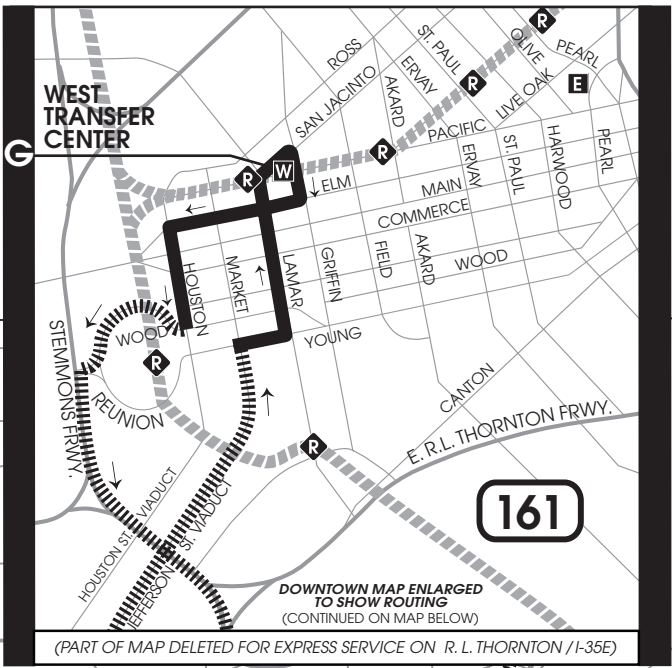 R
OLIVE
PEARL
ST. PAUL
ROSS
ERVAY
R
E
WEST
TRANSFER
CENTER
SAN JACINTO
AKARD
LIVE OAK
G
PACIFIC
R
W
R
ELM
ERVAY
ST. PAUL
HARWOOD
PEARL
MAIN
COMMERCE
HOUSTON
MARKET
LAMAR
GRIFFIN
FIELD
AKARD
WOOD
WOOD
YOUNG
STEMMONS FRWY.
R
REUNION
CANTON
R
E. R.L. THORNTON FRWY.
HOUSTON ST. VIADUCT
JEFFERSON ST. VIADUCT
161
DOWNTOWN MAP ENLARGED
TO SHOW ROUTING
(CONTINUED ON MAP BELOW)
(PART OF MAP DELETED FOR EXPRESS SERVICE ON R. L. THORNTON / I-35E)